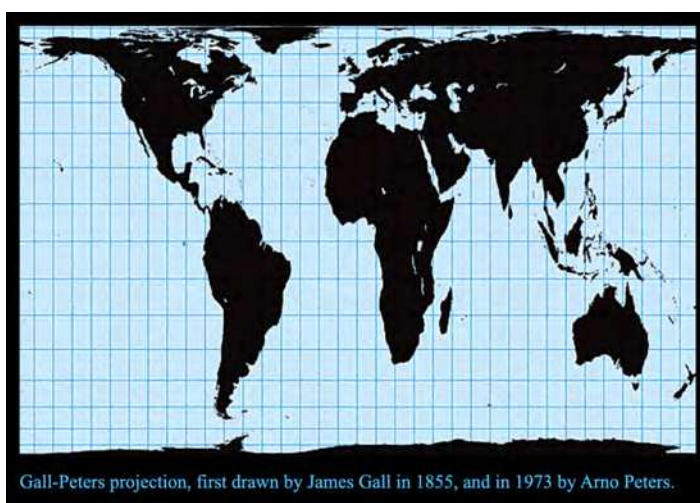 Gall-Peters projection, first drawn by James Gall in 1855, and in 1973 by Arno Peters.